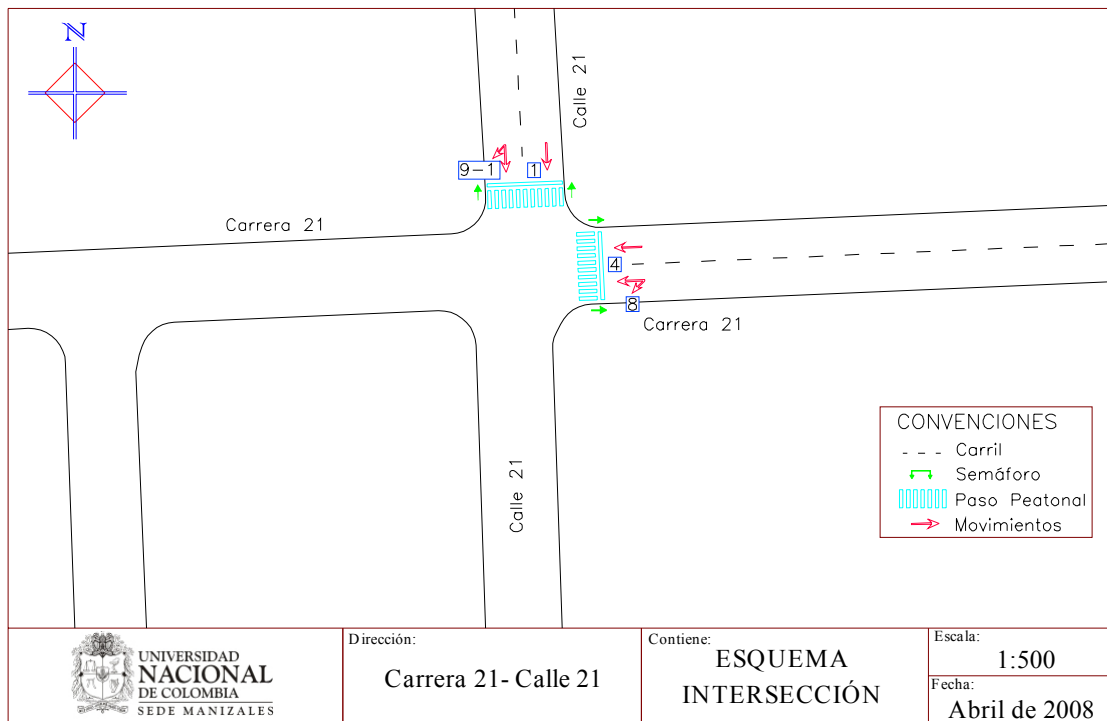 N
Calle 21
9-1
1
Carrera 21
4
8
Carrera 21
Calle 21
CONVENCIONES
Carril
Semáforo
Paso Peatonal
Movimientos
UNIVERSIDAD
NACIONAL
DE COLOMBIA
SEDE MANIZALES
Dirección:
Carrera 21- Calle 21
Contiene:
ESQUEMA
INTERSECCIÓN
Escala:
1:500
Fecha:
Abril de 2008